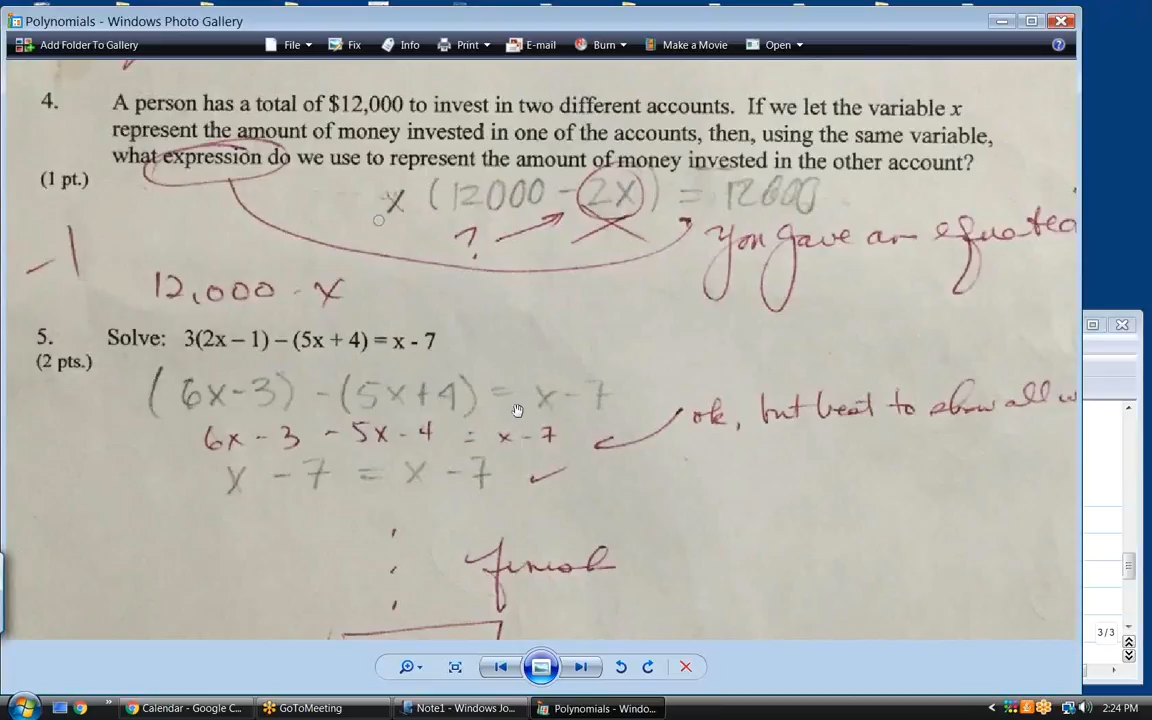 Polynomials - Windows Photo Gallery
Add Folder To Gallery File Fix Info Print E-mail Burn Make a Movie Open
4. A person has a total of $12,000 to invest in two different accounts. If we let the variable x
represent the amount of money invested in one of the accounts, then, using the same variable,
what expression do we use to represent the amount of money invested in the other account?
(1 pt.)
x (12000 - 2x) = 12000
? you gave an
-1
12,000 - x
5. Solve: 3(2x – 1) – (5x + 4) = x - 7
(2 pts.)
(6x-3) -(5x+4) = x-7
ok, but best to show all w
6x - 3 - 5x - 4 = x - 7
x - 7 = x - 7
finish
3/3
Calendar - Google C... GoToMeeting Note1 - Windows Jo... Polynomials - Windo... 2:24 PM